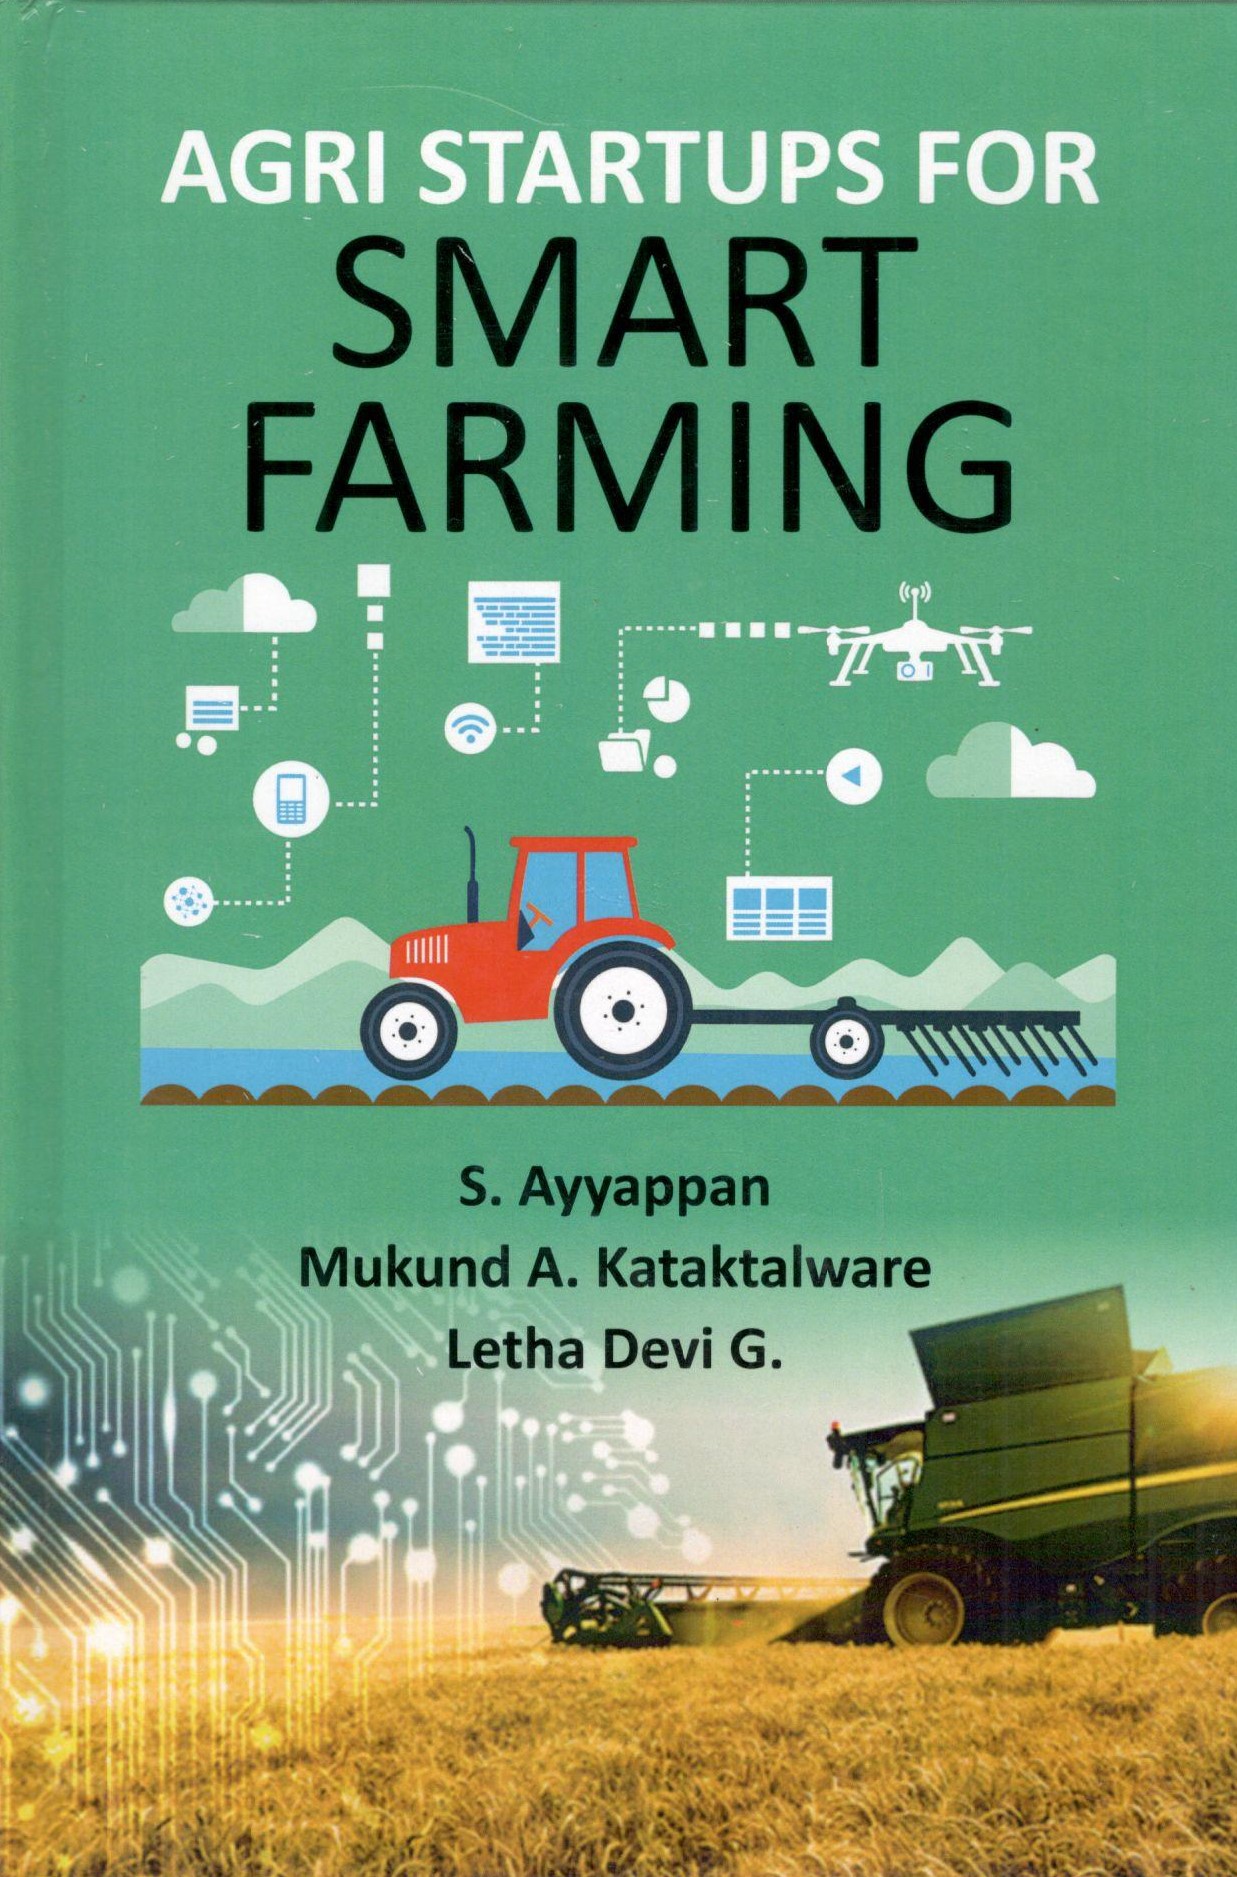 AGRI STARTUPS FOR
SMART
FARMING
S. Ayyappan
Mukund A. Kataktalware
Letha Devi G.